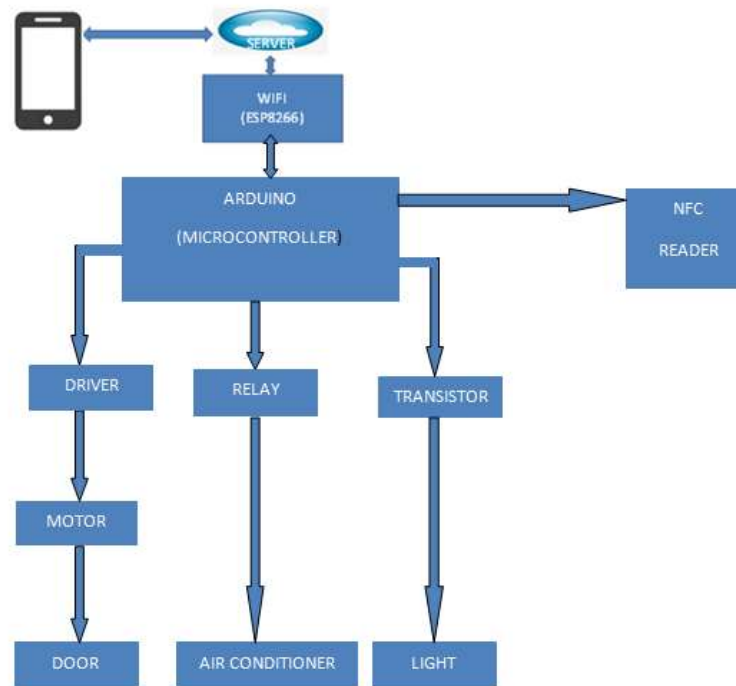 SERVER
WIFI
(ESP8266)
ARDUINO
(MICROCONTROLLER)
NFC
READER
DRIVER
RELAY
TRANSISTOR
MOTOR
DOOR
AIR CONDITIONER
LIGHT